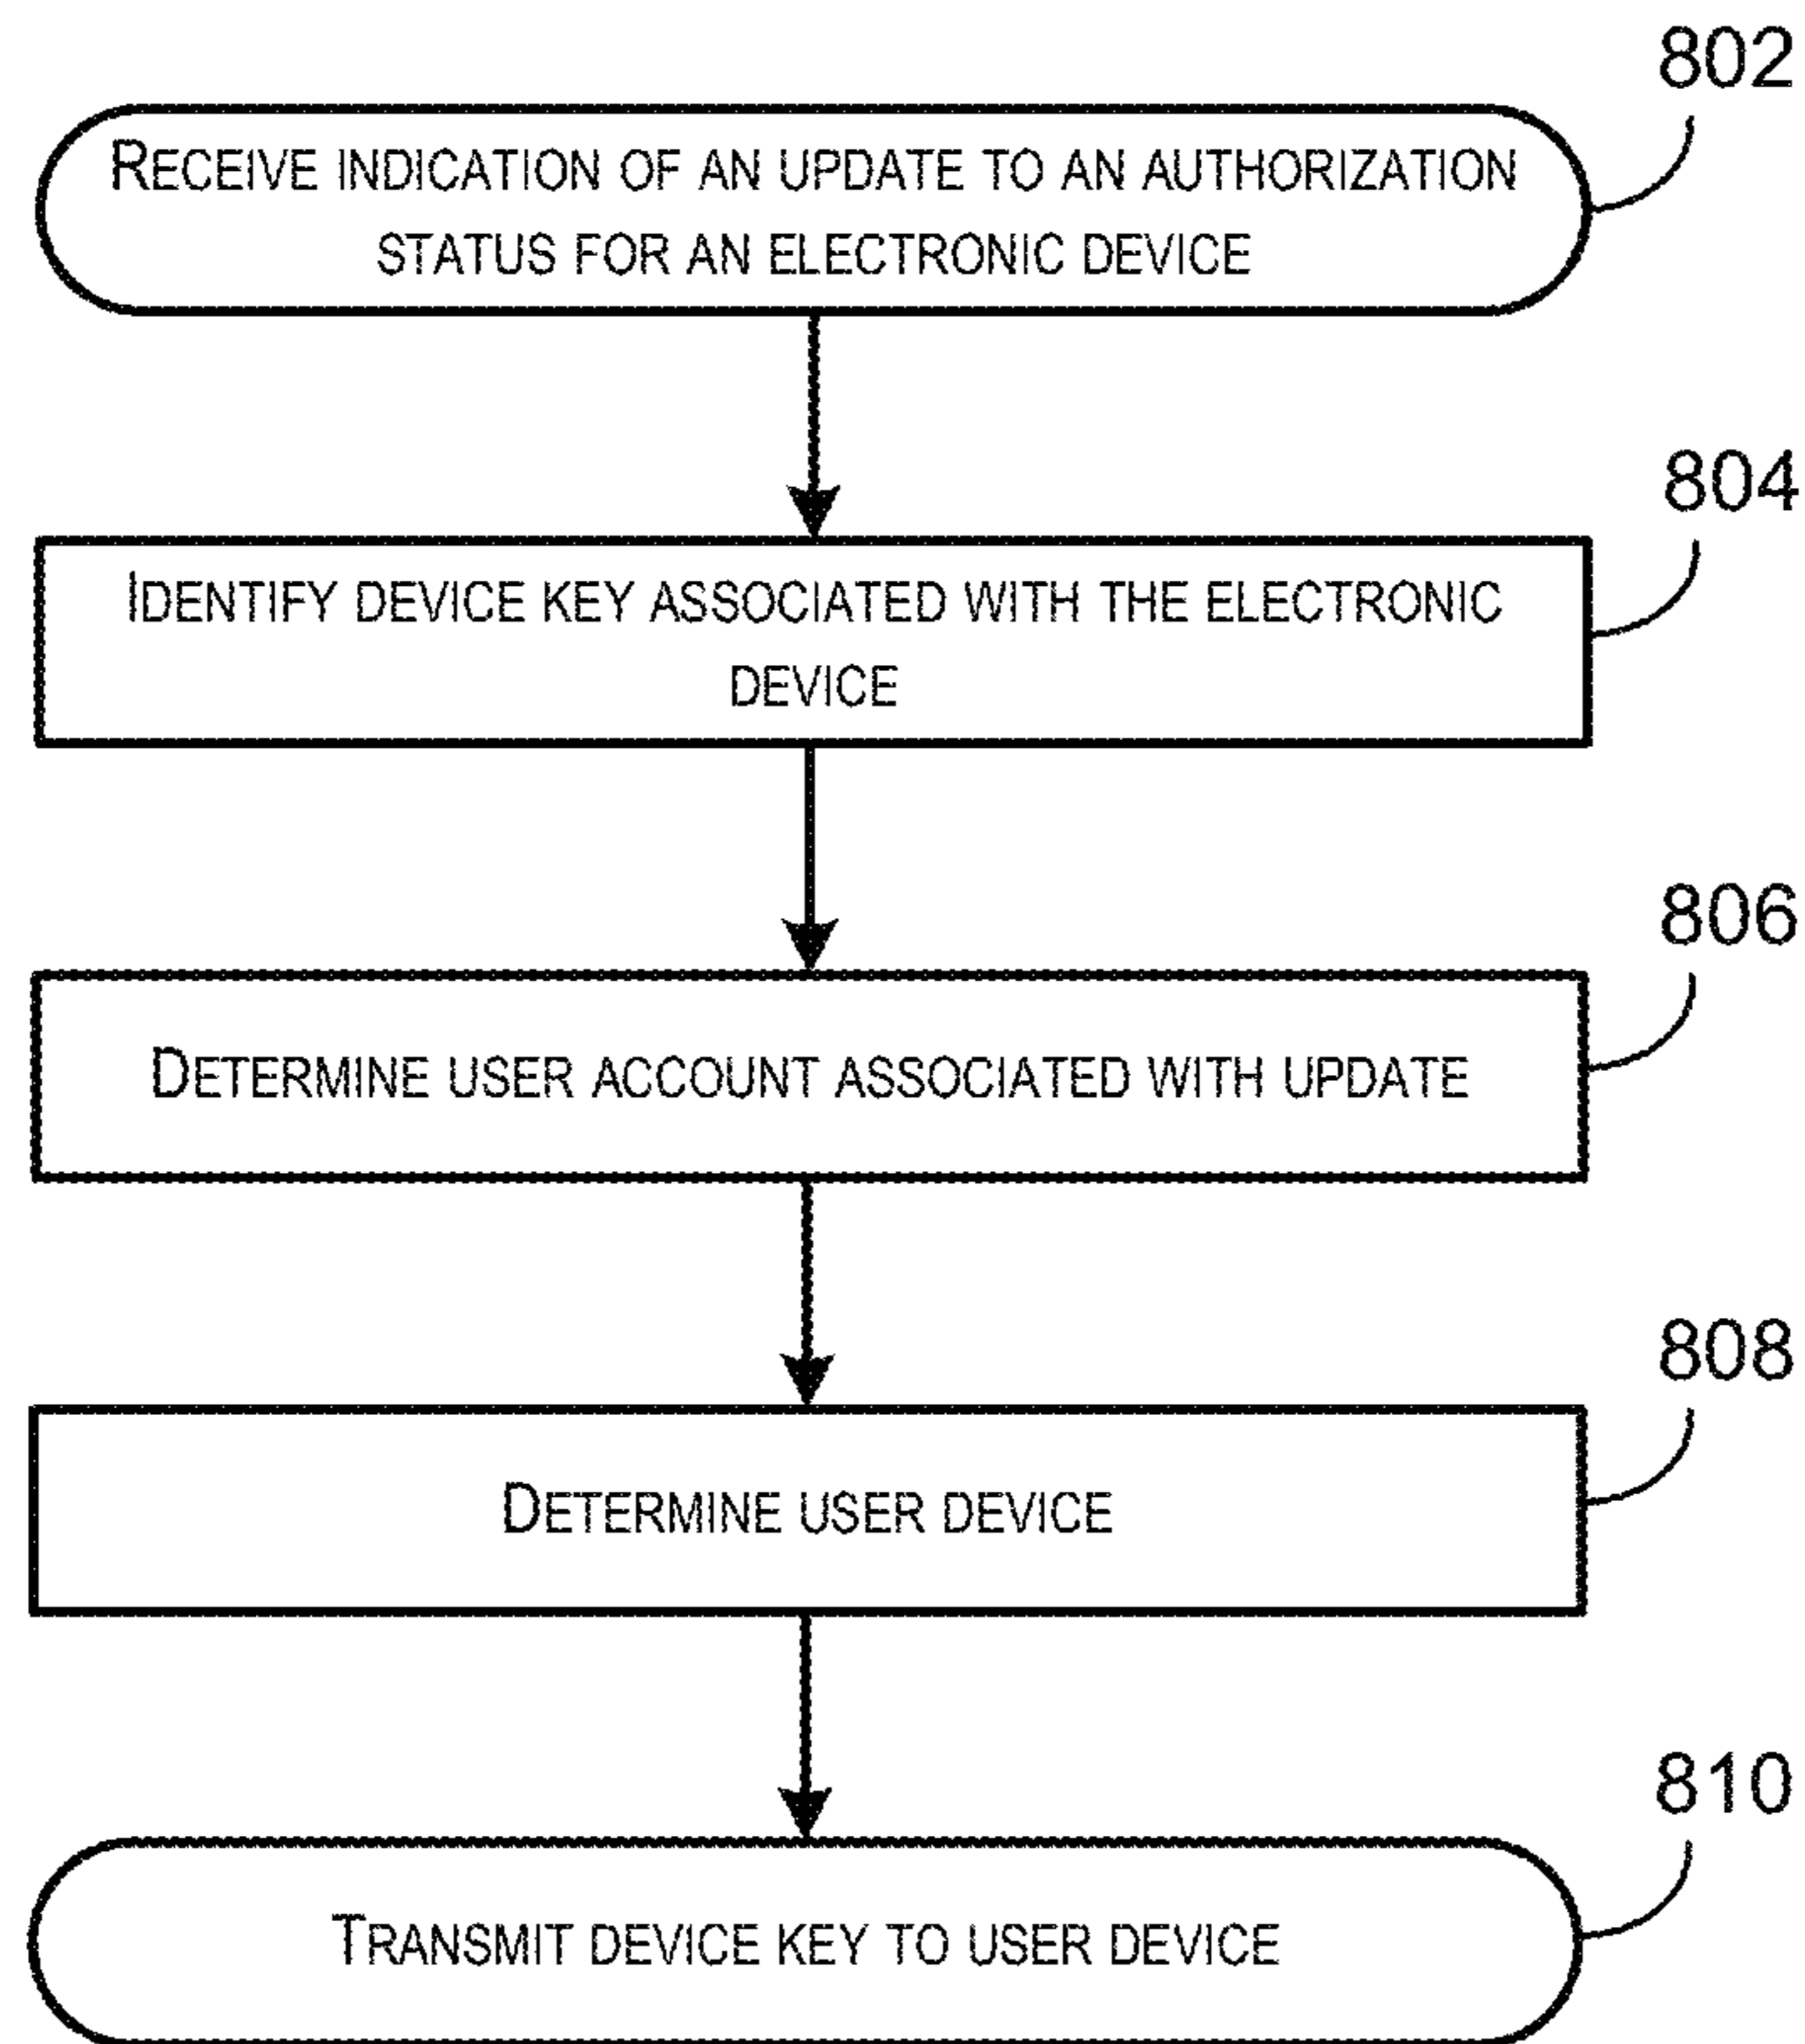 802
RECEIVE INDICATION OF AN UPDATE TO AN AUTHORIZATION
STATUS FOR AN ELECTRONIC DEVICE
804
IDENTIFY DEVICE KEY ASSOCIATED WITH THE ELECTRONIC
DEVICE
806
DETERMINE USER ACCOUNT ASSOCIATED WITH UPDATE
808
DETERMINE USER DEVICE
810
TRANSMIT DEVICE KEY TO USER DEVICE